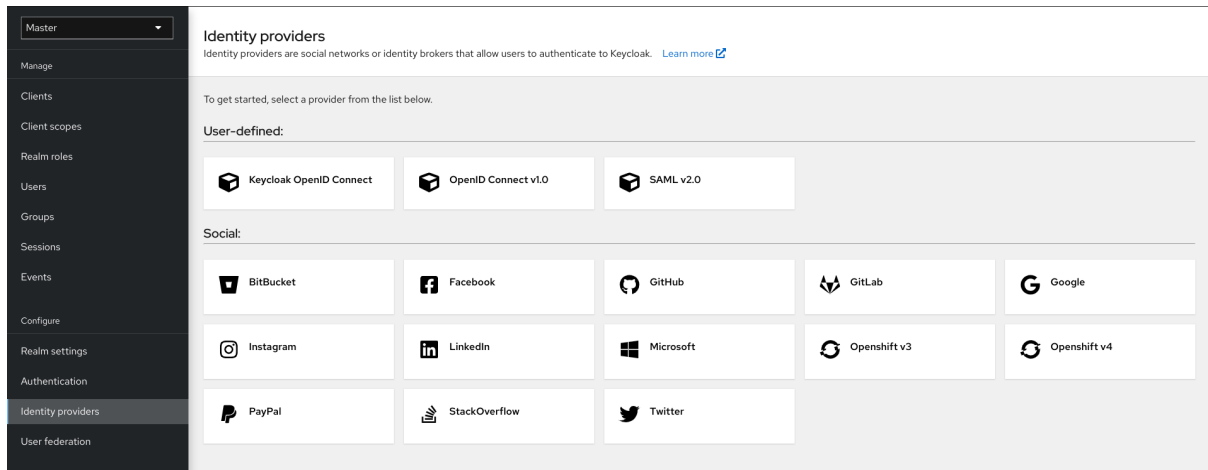 Master
Manage
Clients
Client scopes
Realm roles
Users
Groups
Sessions
Events
Configure
Realm settings
Authentication
Identity providers
User federation
Identity providers
Identity providers are social networks or identity brokers that allow users to authenticate to Keycloak. Learn more
To get started, select a provider from the list below.
User-defined:
Keycloak OpenID Connect
OpenID Connect v1.0
SAML v2.0
Social:
BitBucket
Facebook
GitHub
GitLab
Google
Instagram
LinkedIn
Microsoft
Openshift v3
Openshift v4
PayPal
StackOverflow
Twitter